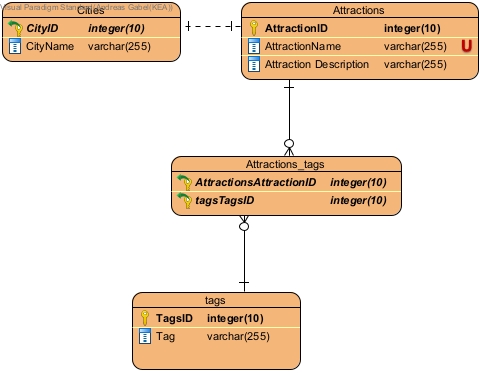 Visual Paradigm Standard(Andreas Gabel(KEA))
Cities
CityID integer(10)
CityName varchar(255)
Attractions
AttractionID integer(10)
AttractionName varchar(255) U
Attraction Description varchar(255)
Attractions_tags
AttractionsAttractionID integer(10)
tagsTagsID integer(10)
tags
TagsID integer(10)
Tag varchar(255)